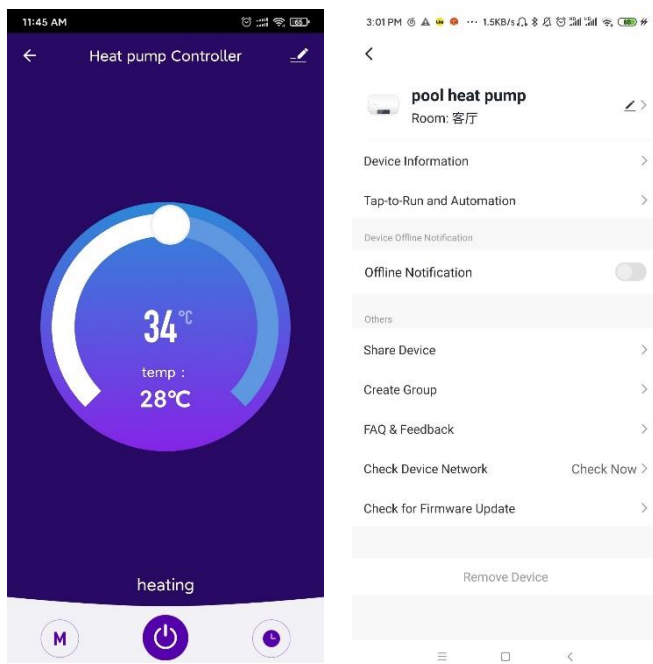 11:45 AM
65
Heat pump Controller
34 °C
temp :
28°C
heating
M
3:01 PM ··· 1.5KB/s
pool heat pump
Room: 客厅
Device Information
Tap-to-Run and Automation
Device Offline Notification
Offline Notification
Others
Share Device
Create Group
FAQ & Feedback
Check Device Network Check Now
Check for Firmware Update
Remove Device